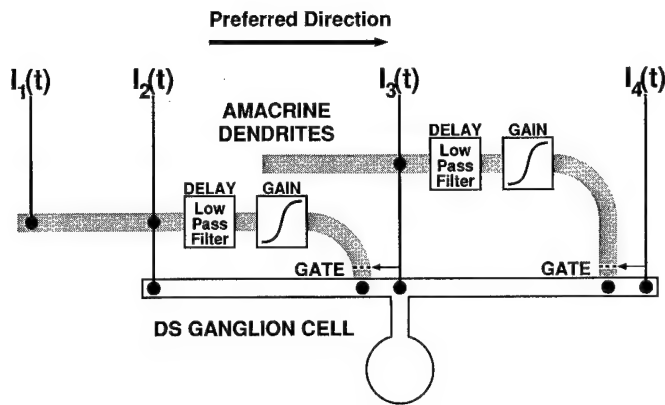 Preferred Direction
I1(t)
I2(t)
I3(t)
I4(t)
AMACRINE
DENDRITES
DELAY
GAIN
Low
Pass
Filter
DELAY
GAIN
Low
Pass
Filter
GATE
GATE
DS GANGLION CELL